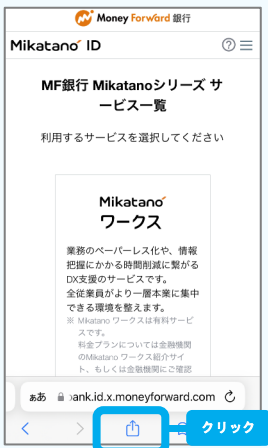 Money Forward 銀行
Mikatano ID
MF銀行 Mikatanoシリーズ サ
ービス一覧
利用するサービスを選択してください
Mikatano
ワークス
業務のペーパーレス化や、情報
把握にかかる時間削減に繋がる
DX支援のサービスです。
全従業員がより一層本業に集中
できる環境を整えます。
※ Mikatano ワークスは有料サービ
スです。
料金プランについては金融機関
のMikatano ワークス紹介サイ
ト、もしくは金融機関にご確認
ぁあ
ank.id.x.moneyforward.com
クリック